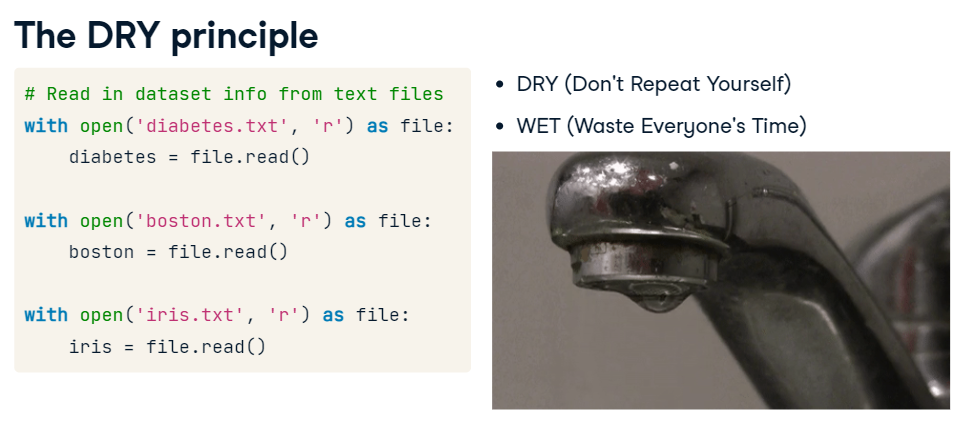 The DRY principle
# Read in dataset info from text files
with open('diabetes.txt', 'r') as file:
    diabetes = file.read()
with open('boston.txt', 'r') as file:
    boston = file.read()
with open('iris.txt', 'r') as file:
    iris = file.read()
• DRY (Don't Repeat Yourself)
• WET (Waste Everyone's Time)